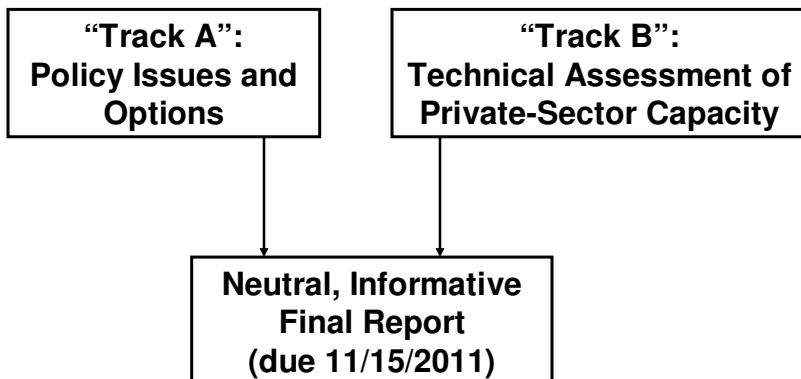 “Track A”:
Policy Issues and
Options
“Track B”:
Technical Assessment of
Private-Sector Capacity
Neutral, Informative
Final Report
(due 11/15/2011)